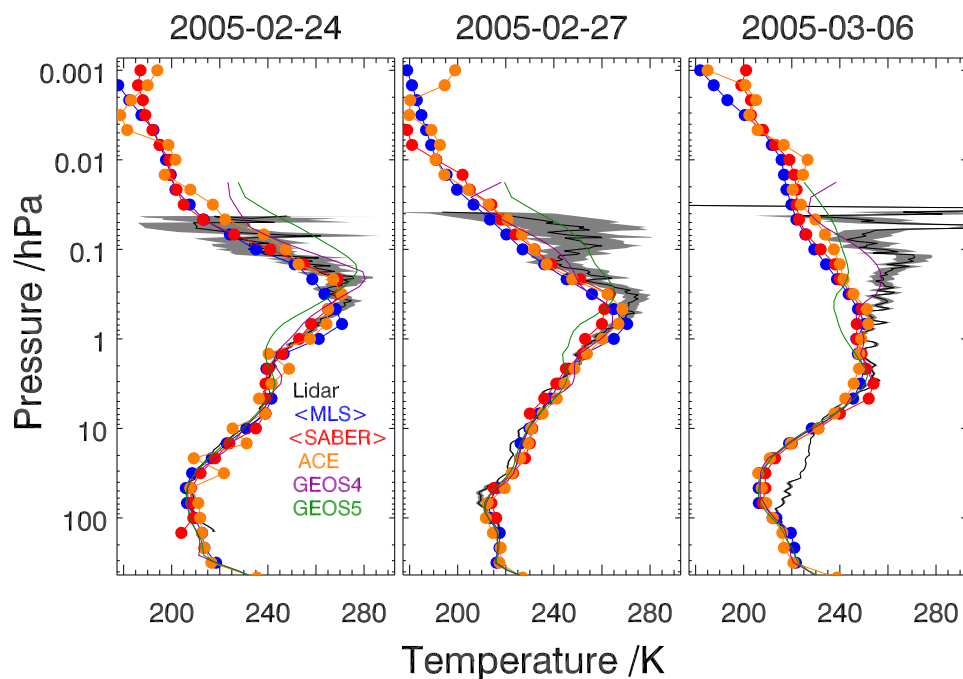 2005-02-24 2005-02-27 2005-03-06
0.001
0.01
0.1
1
10
100
Pressure /hPa
Lidar
<MLS>
<SABER>
ACE
GEOS4
GEOS5
200 240 280 200 240 280 200 240 280
Temperature /K